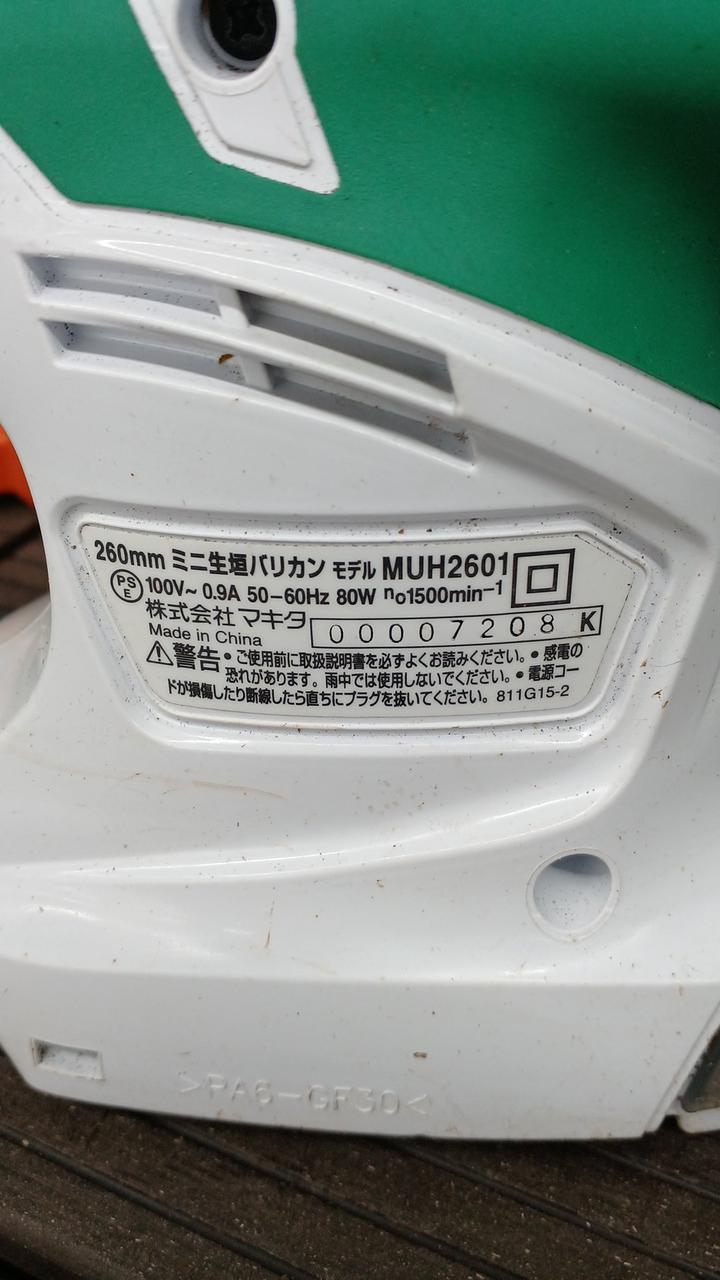 260mm ミニ生垣バリカン モデル MUH2601
PS E 100V~ 0.9A 50-60Hz 80W no1500min-1
株式会社 マキタ
Made in China
00007208 K
警告 • ご使用前に取扱説明書を必ずよくお読みください。• 感電の
恐れがあります。雨中では使用しないでください。• 電源コー
ドが損傷したり断線したら直ちにプラグを抜いてください。 811G15-2
>PA6-GF30<